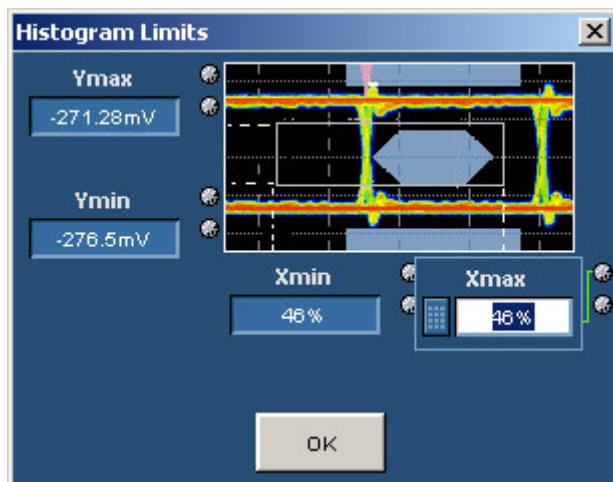 Histogram Limits
Ymax
-271.28mV
Ymin
-276.5mV
Xmin
46%
Xmax
46%
OK